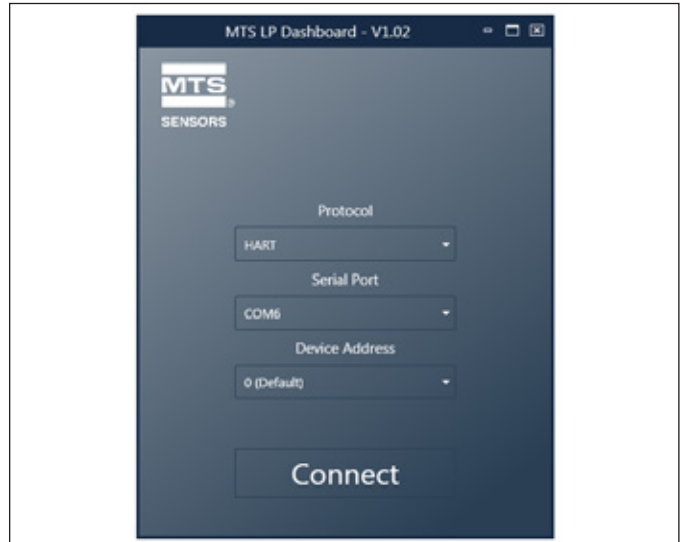 MTS LP Dashboard - V1.02
MTS
®
SENSORS
Protocol
HART
Serial Port
COM6
Device Address
0 (Default)
Connect